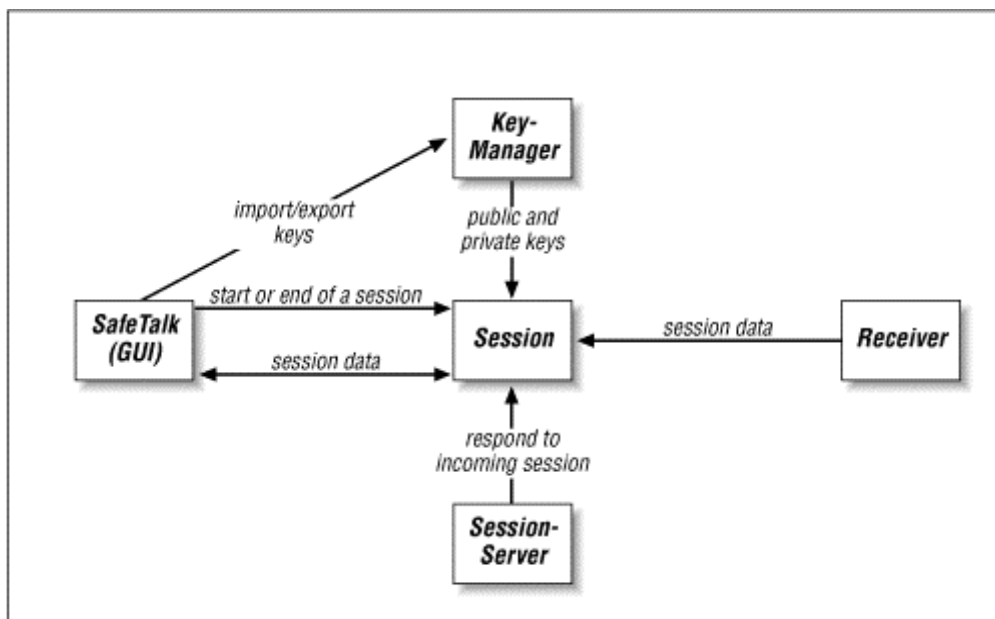 Key-
Manager
import/export
keys
public and
private keys
start or end of a session
SafeTalk
(GUI)
Session
session data
Receiver
session data
respond to
incoming session
Session-
Server